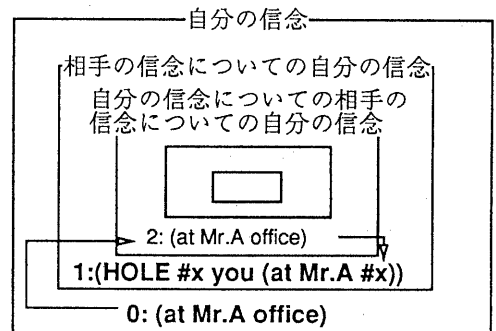 自分の信念
相手の信念についての自分の信念
自分の信念についての相手の
信念についての自分の信念
2: (at Mr.A office)
1:(HOLE #x you (at Mr.A #x))
0: (at Mr.A office)